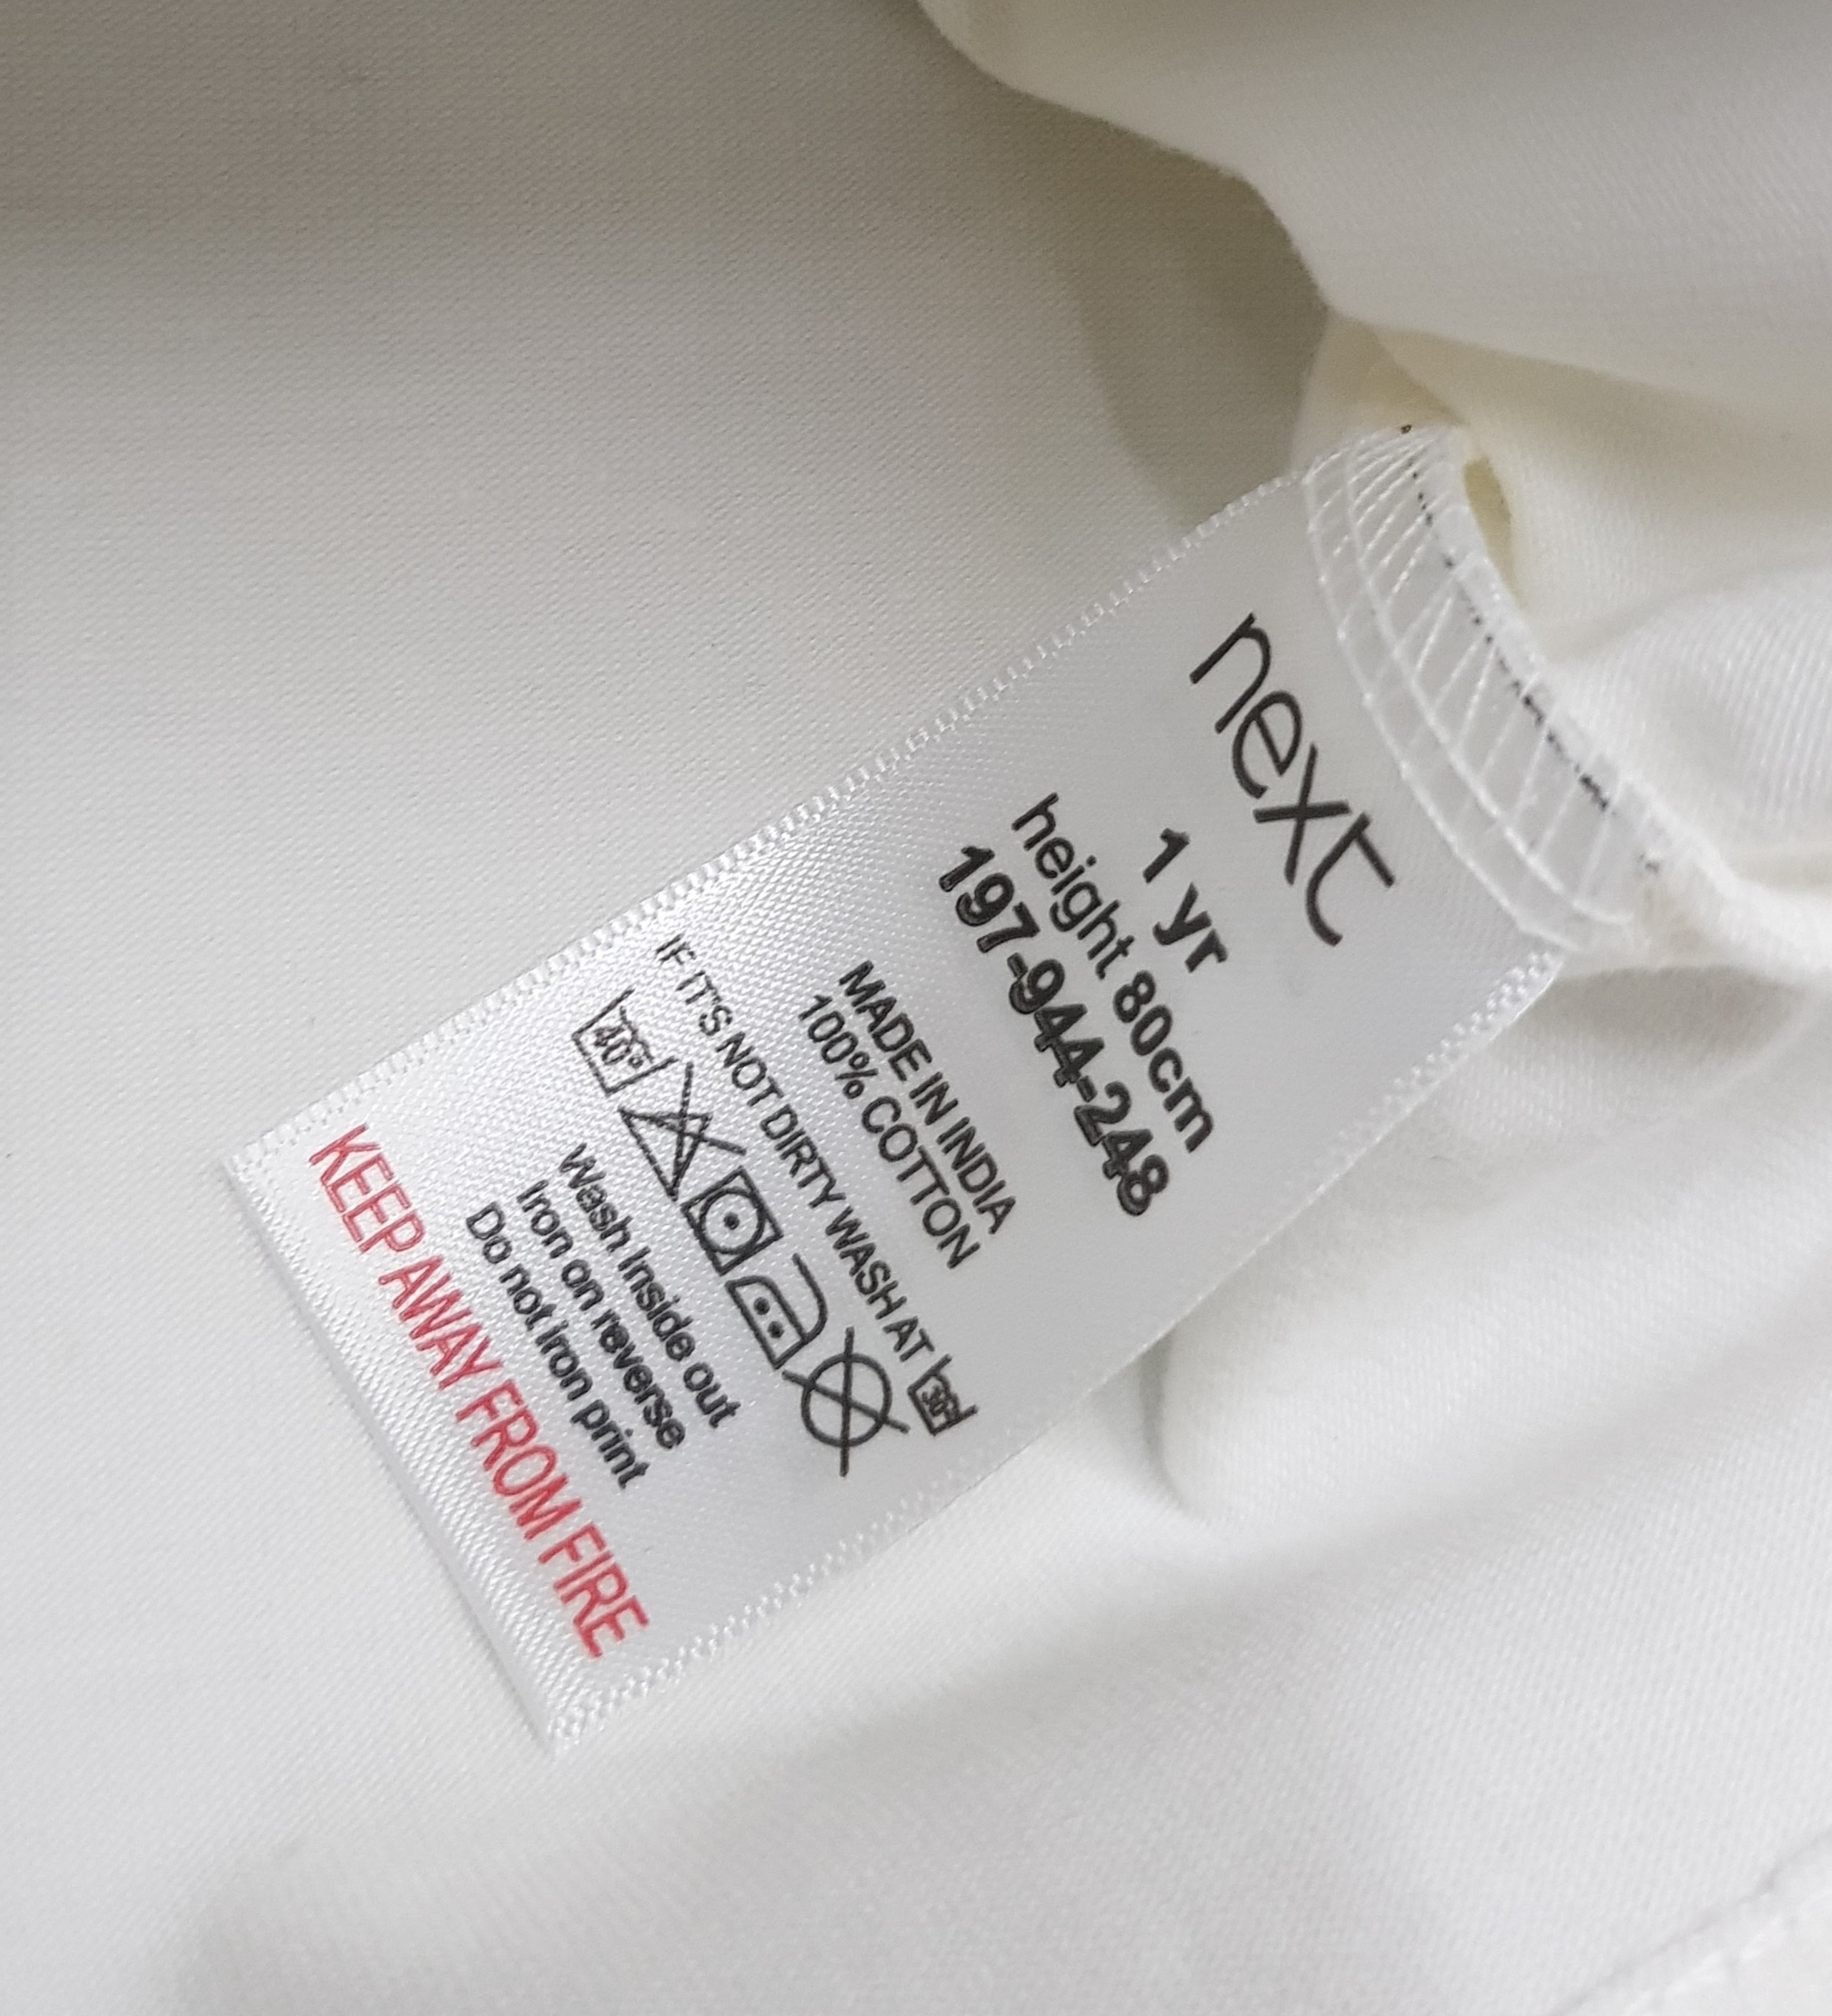 next
1 yr
height 80cm
197-944-248
MADE IN INDIA
100% COTTON
IF IT'S NOT DIRTY WASH AT 30°
40°
Wash inside out
Iron on reverse
Do not iron print
KEEP AWAY FROM FIRE